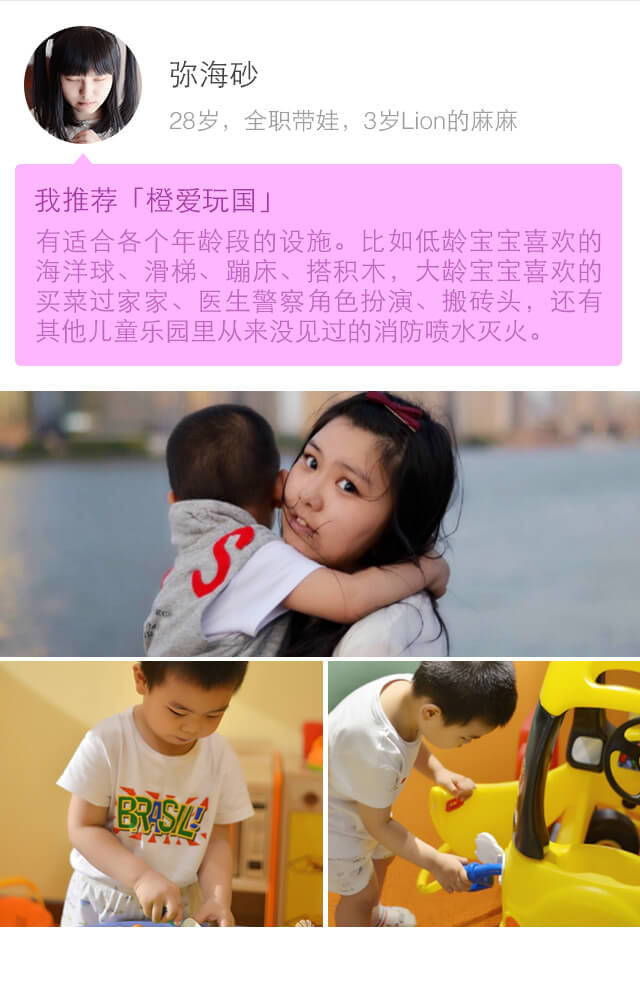 弥海砂
28岁，全职带娃，3岁Lion的麻麻
我推荐「橙爱玩国」
有适合各个年龄段的设施。比如低龄宝宝喜欢的
海洋球、滑梯、蹦床、搭积木，大龄宝宝喜欢的
买菜过家家、医生警察角色扮演、搬砖头，还有
其他儿童乐园里从来没见过的消防喷水灭火。
S
BRASIL!